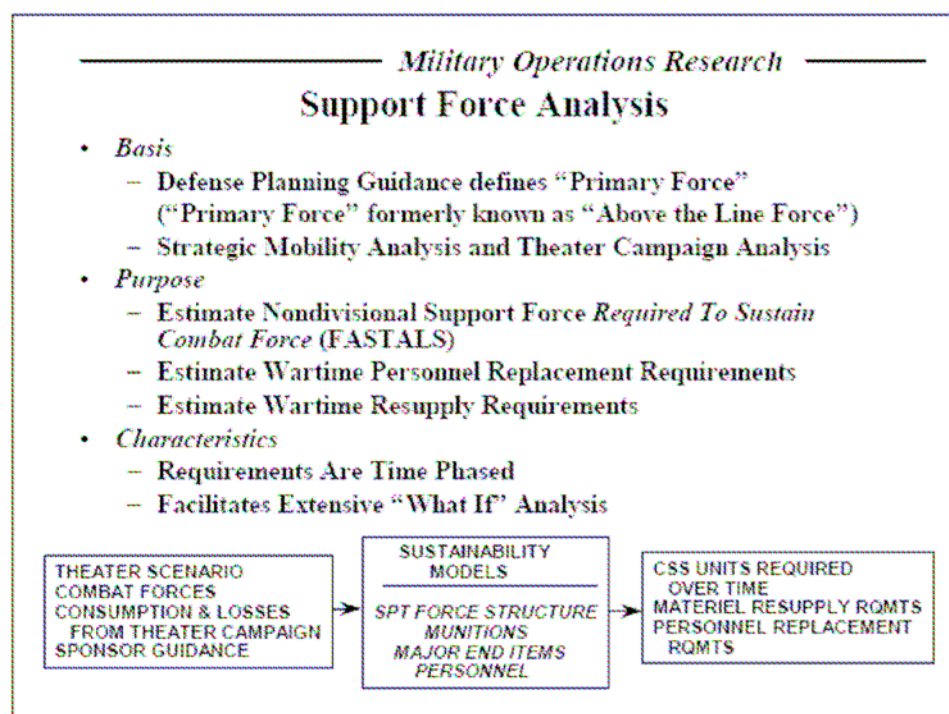 Military Operations Research
Support Force Analysis
• Basis
– Defense Planning Guidance defines “Primary Force”
(“Primary Force” formerly known as “Above the Line Force”)
– Strategic Mobility Analysis and Theater Campaign Analysis
• Purpose
– Estimate Nondivisional Support Force Required To Sustain
Combat Force (FASTALS)
– Estimate Wartime Personnel Replacement Requirements
– Estimate Wartime Resupply Requirements
• Characteristics
– Requirements Are Time Phased
– Facilitates Extensive “What If” Analysis
THEATER SCENARIO
COMBAT FORCES
CONSUMPTION & LOSSES
FROM THEATER CAMPAIGN
SPONSOR GUIDANCE
SUSTAINABILITY
MODELS
SPT FORCE STRUCTURE
MUNITIONS
MAJOR END ITEMS
PERSONNEL
CSS UNITS REQUIRED
OVER TIME
MATERIEL RESUPPLY RQMTS
PERSONNEL REPLACEMENT
RQMTS